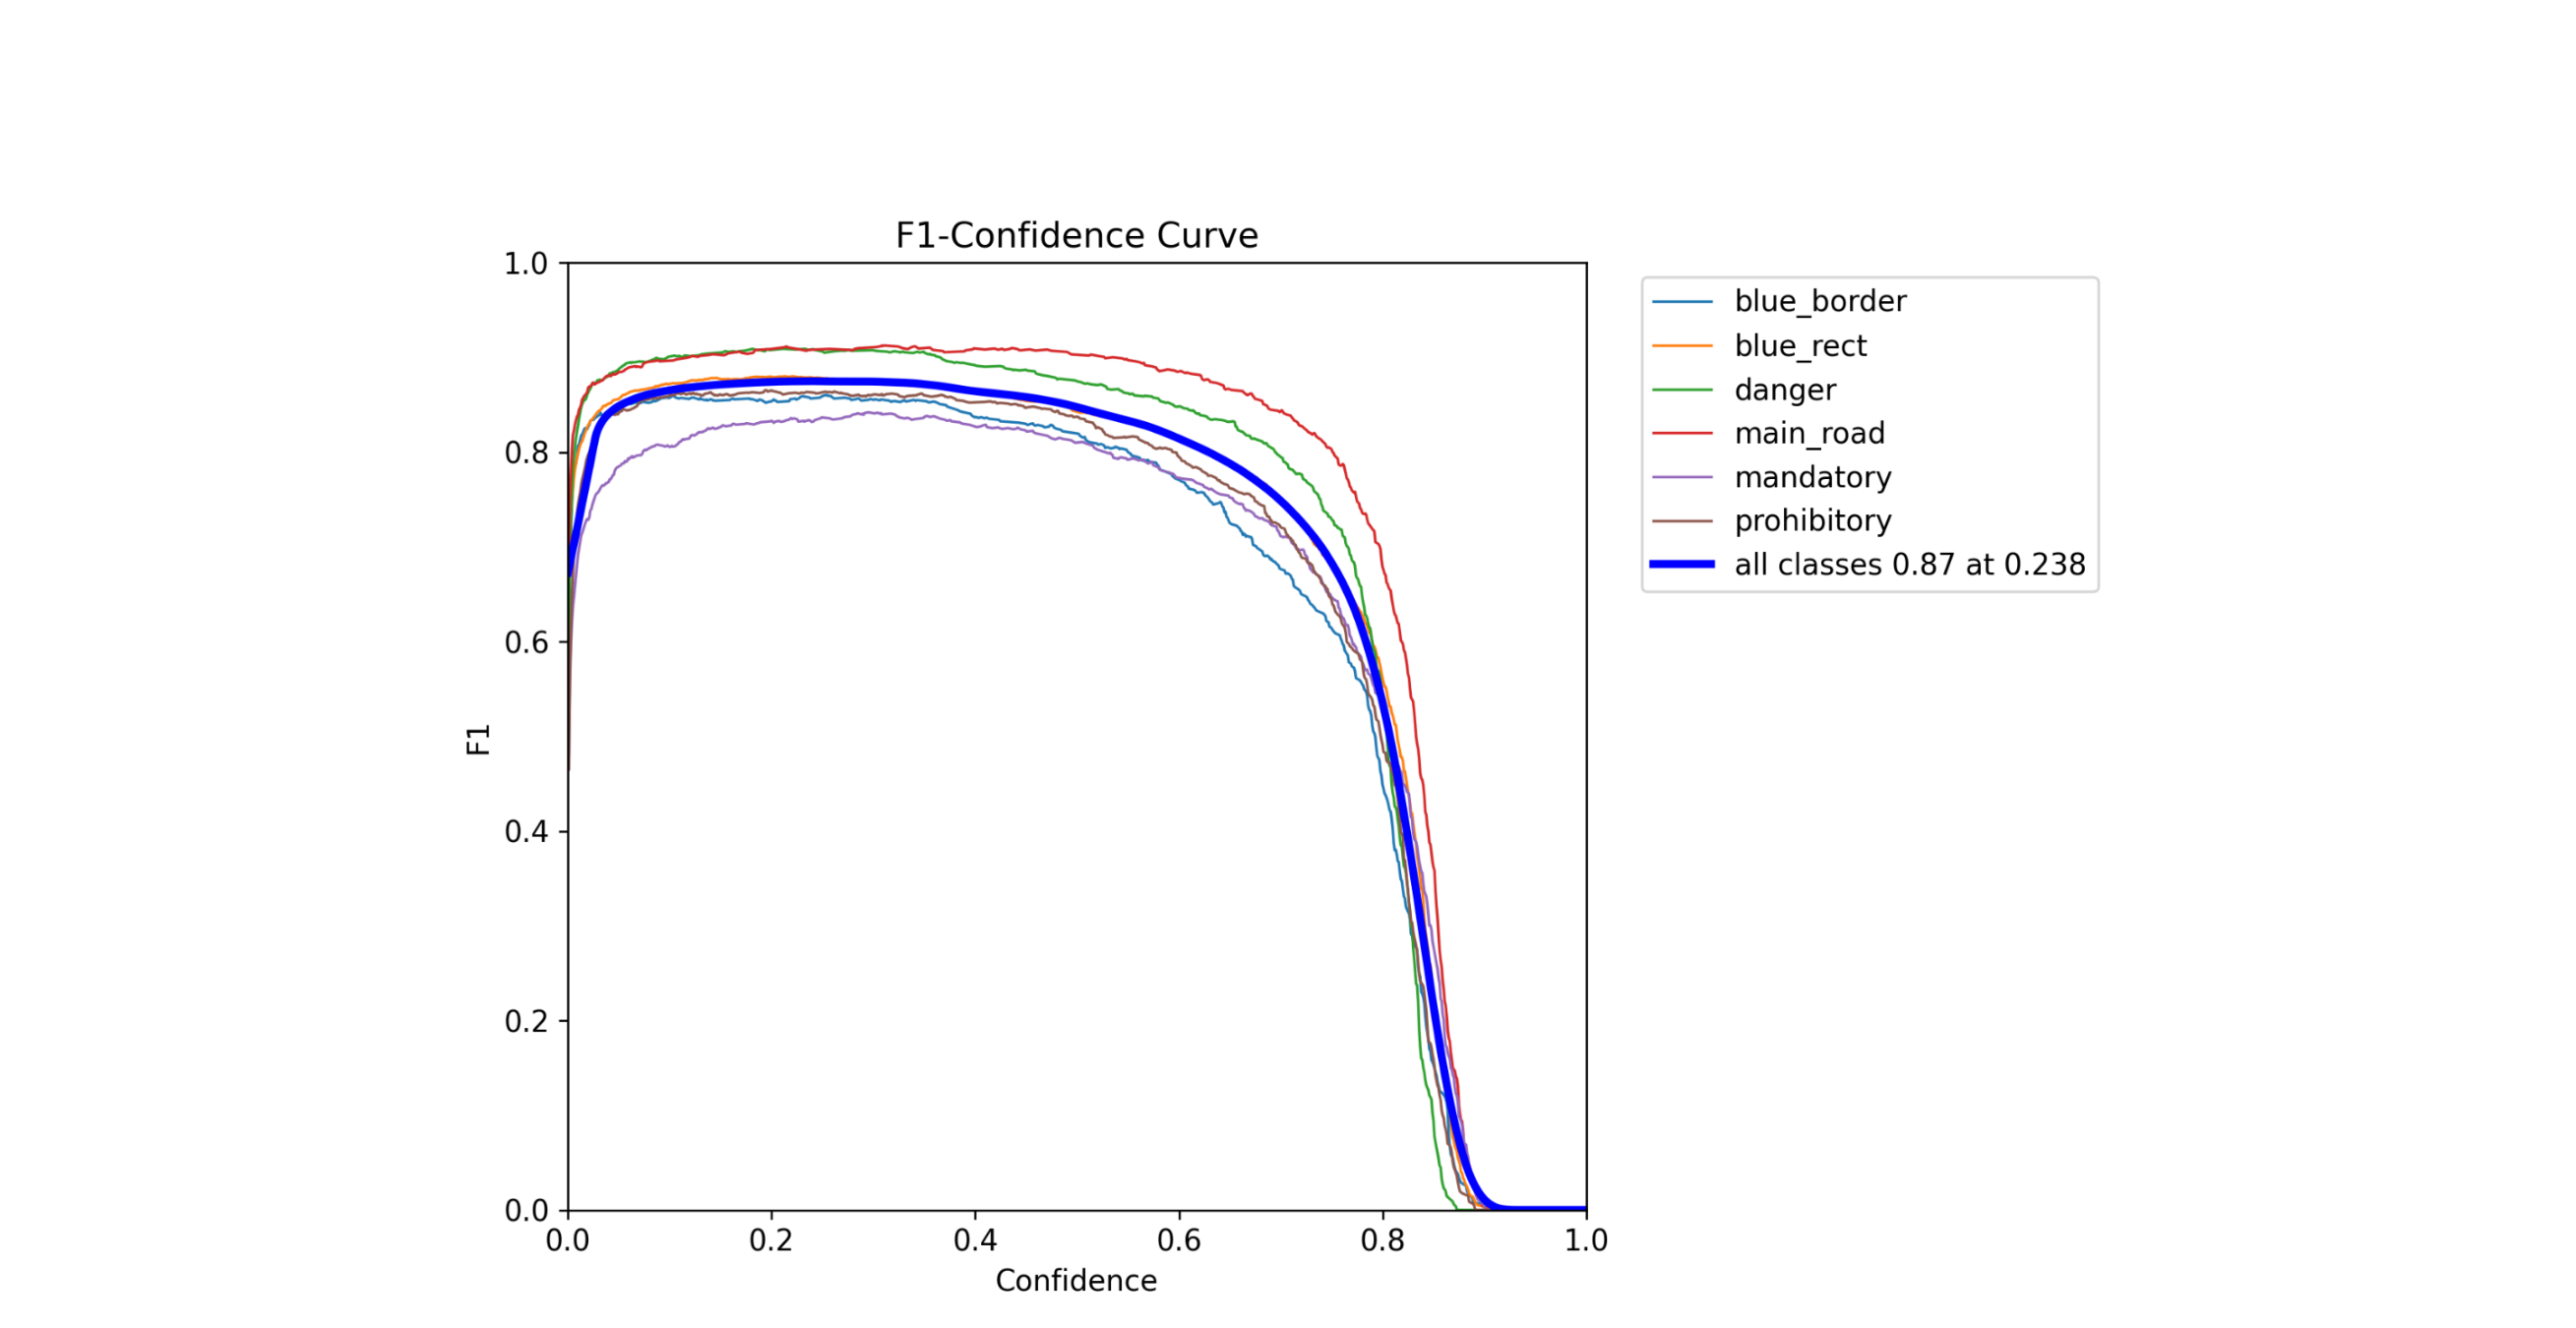 F1-Confidence Curve
1.0
0.8
0.6
0.4
0.2
0.0
F1
0.0 0.2 0.4 0.6 0.8 1.0
Confidence
blue_border
blue_rect
danger
main_road
mandatory
prohibitory
all classes 0.87 at 0.238